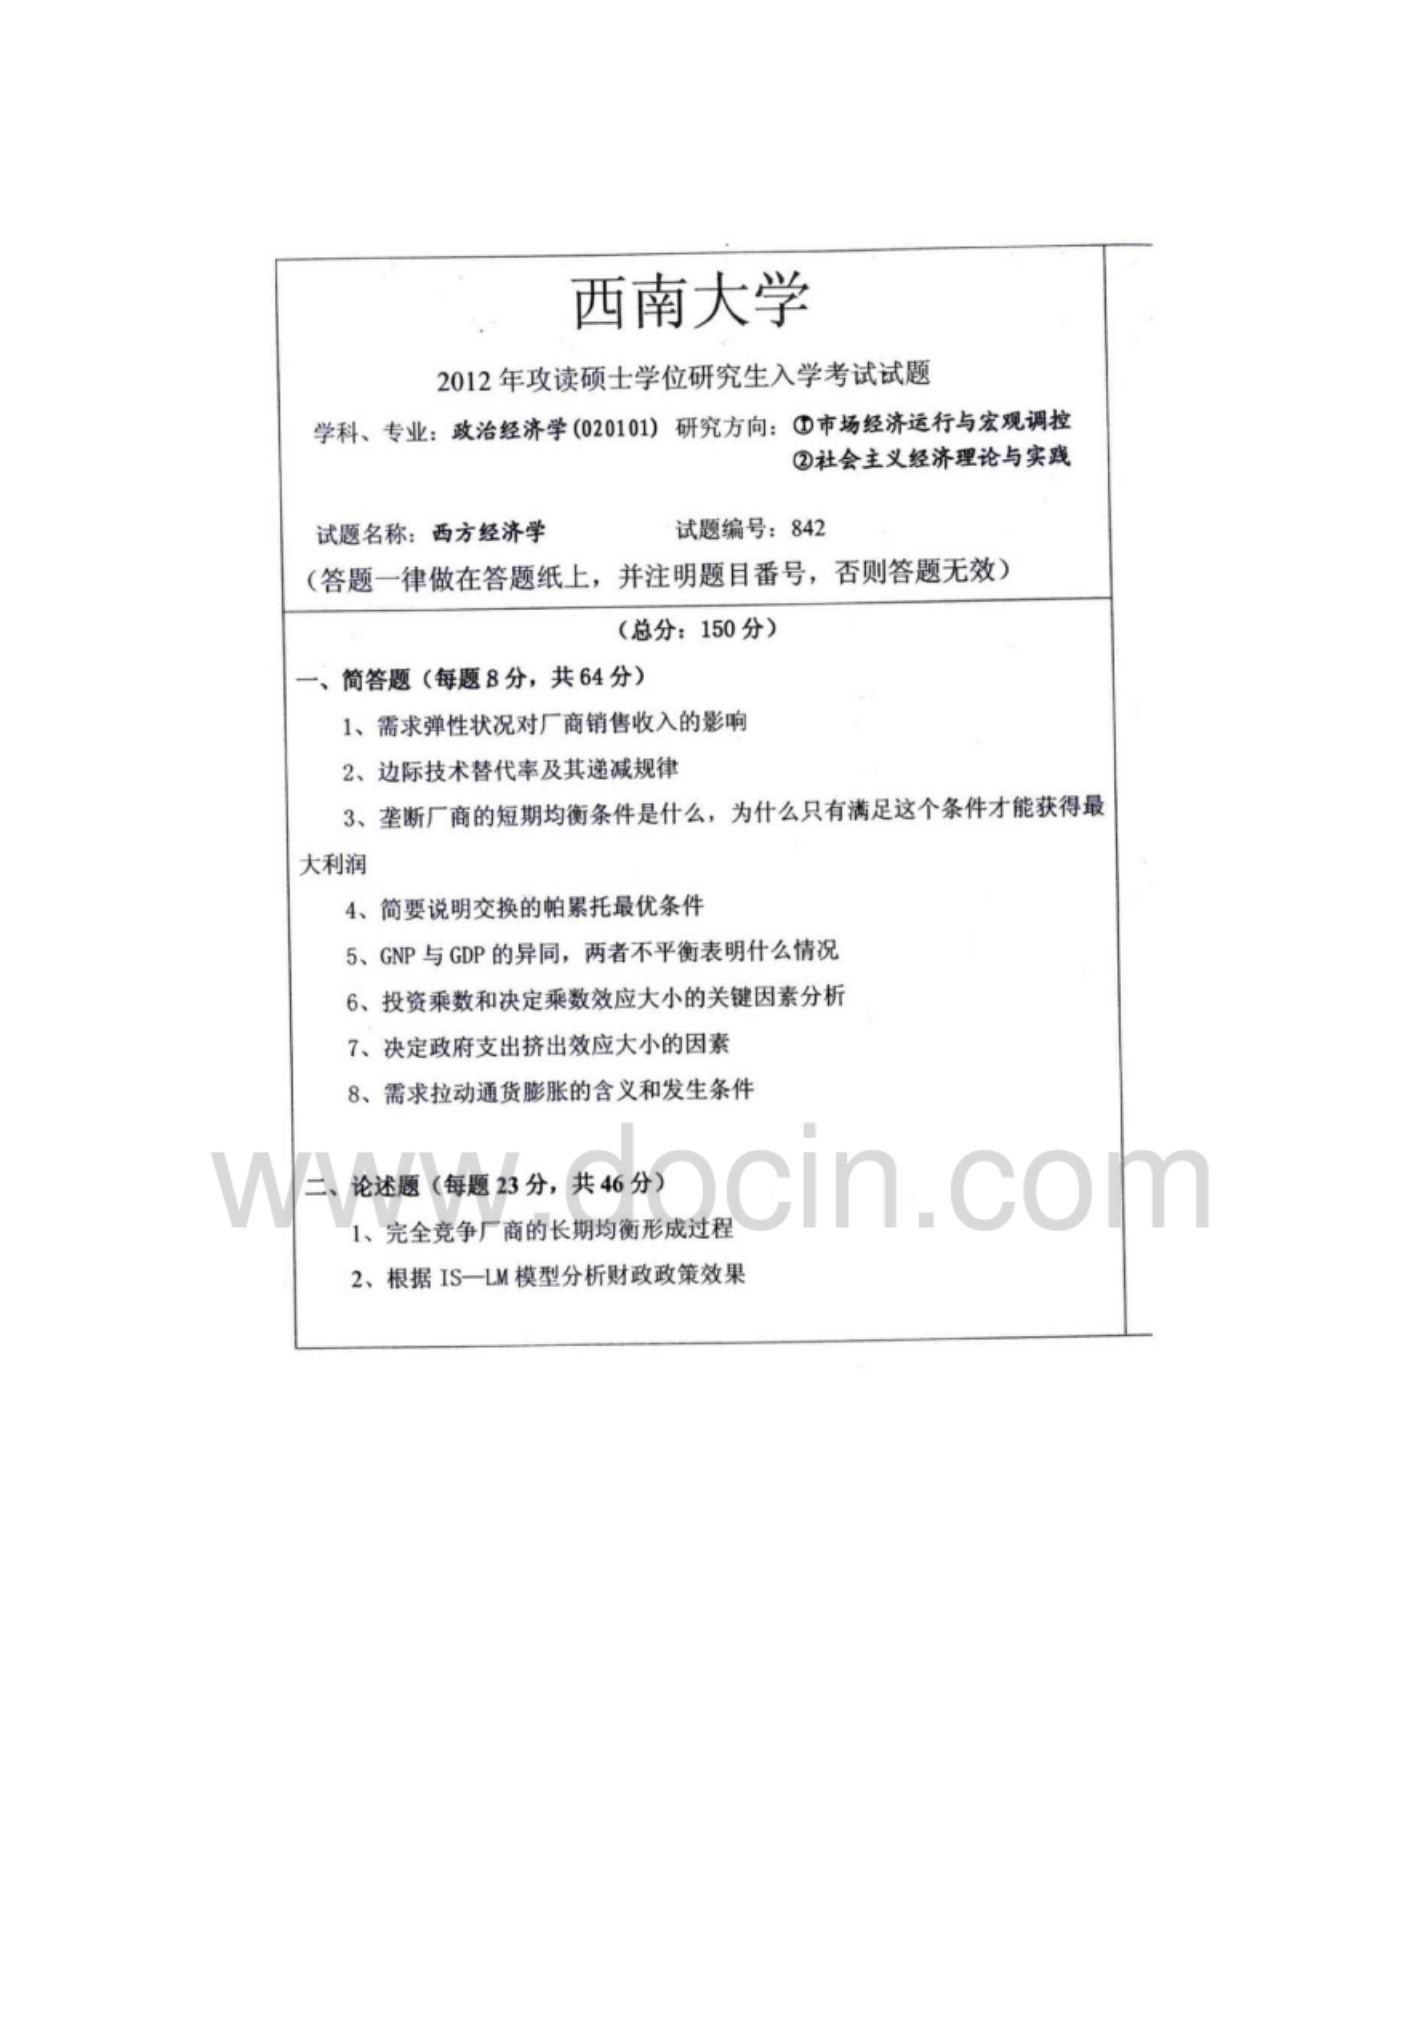 西南大学
2012年攻读硕士学位研究生入学考试试题
学科、专业：政治经济学(020101) 研究方向：①市场经济运行与宏观调控
②社会主义经济理论与实践
试题名称：西方经济学 试题编号：842
（答题一律做在答题纸上，并注明题目番号，否则答题无效）
（总分：150分）
一、简答题（每题8分，共64分）
1、需求弹性状况对厂商销售收入的影响
2、边际技术替代率及其递减规律
3、垄断厂商的短期均衡条件是什么，为什么只有满足这个条件才能获得最
大利润
4、简要说明交换的帕累托最优条件
5、GNP与GDP的异同，两者不平衡表明什么情况
6、投资乘数和决定乘数效应大小的关键因素分析
7、决定政府支出挤出效应大小的因素
8、需求拉动通货膨胀的含义和发生条件
www.docin.com
二、论述题（每题23分，共46分）
1、完全竞争厂商的长期均衡形成过程
2、根据IS—LM模型分析财政政策效果